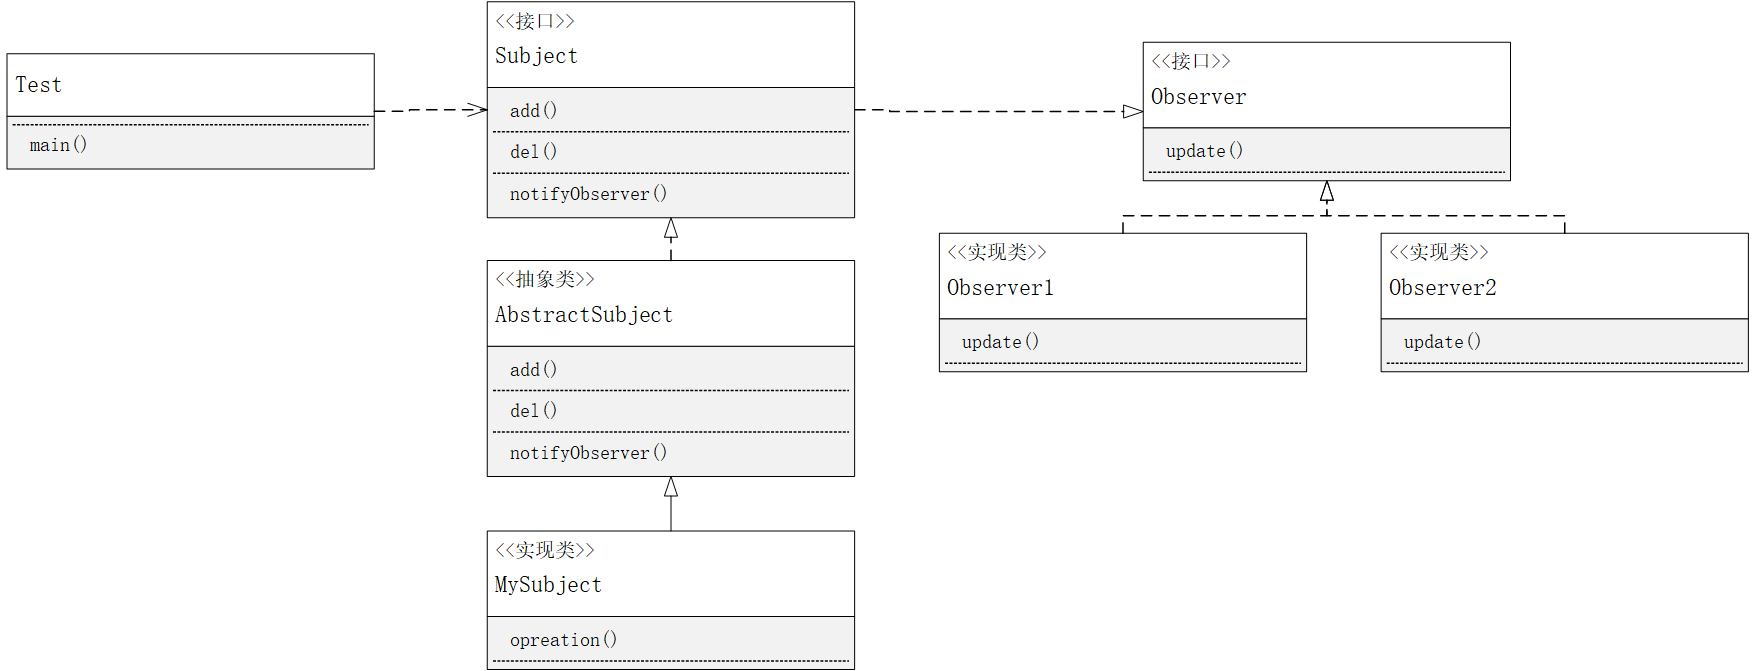 Test
main()
<<接口>>
Subject
add()
del()
notifyObserver()
<<抽象类>>
AbstractSubject
add()
del()
notifyObserver()
<<实现类>>
MySubject
opreation()
<<接口>>
Observer
update()
<<实现类>>
Observer1
update()
<<实现类>>
Observer2
update()